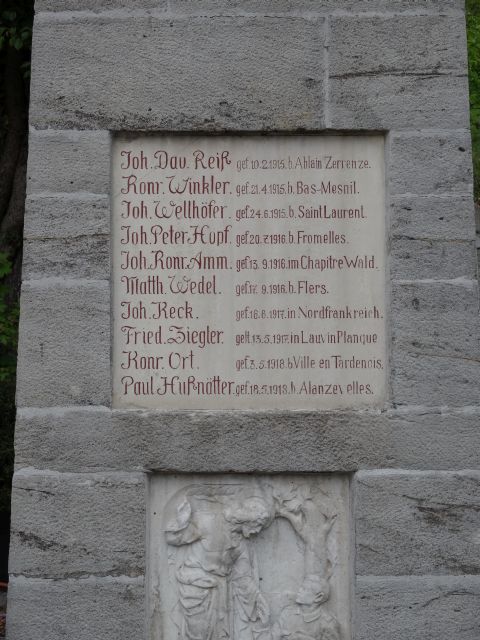 Joh. Dav. Reiß gef. 10.2.1915. b. Ablain Zerrenze.
Konr. Winkler. gef. 21.4.1915. b. Bas-Mesnil.
Joh. Wellhöfer. gef. 24.6.1915. b. Saint Laurent.
Joh. Peter Hopf. gef. 20.7.1916. b. Fromelles.
Joh. Konr. Amm. gef. 13.9.1916. im Chapitre Wald.
Matth. Wedel. gef. 17.9.1916. b. Flers.
Joh. Keck. gef. 16.6.1917. in Nordfrankreich.
Fried. Ziegler. 13.5.1917. in Lauvin Planque
Konr. Ort. gef. 3.5.1918. b. Ville en Tardenois.
Paul Hußnätter. gef. 18.5.1918. b. Alanzevelles.